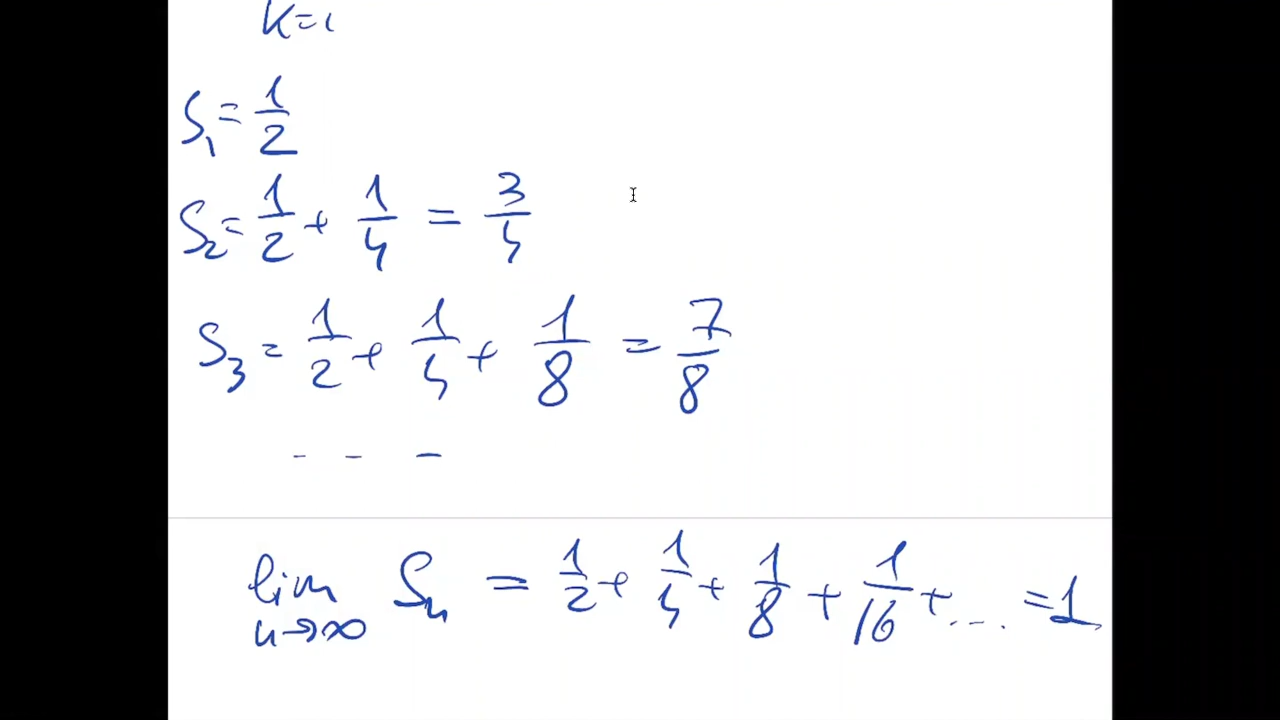 K=1
S₁ = 1/2
S₂ = 1/2 + 1/4 = 3/4
S₃ = 1/2 + 1/4 + 1/8 = 7/8
- - -
lim n→∞ Sₙ = 1/2 + 1/4 + 1/8 + 1/16 + ... = 1